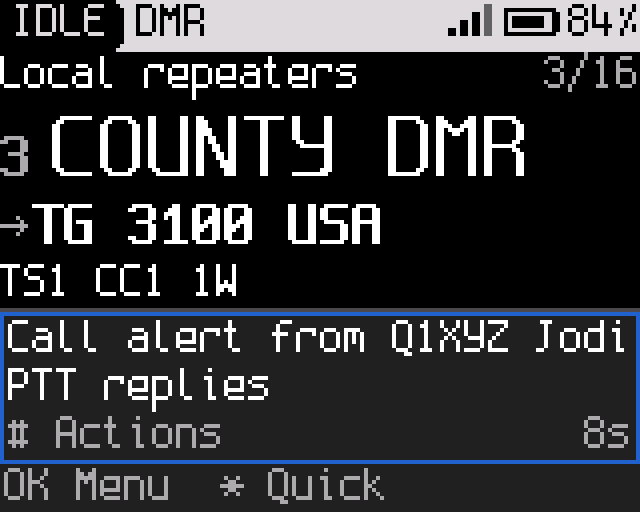 IDLE DMR 84%
Local repeaters 3/16
3 COUNTY DMR
→TG 3100 USA
TS1 CC1 1W
Call alert from Q1XYZ Jodi
PTT replies
# Actions 8s
OK Menu * Quick